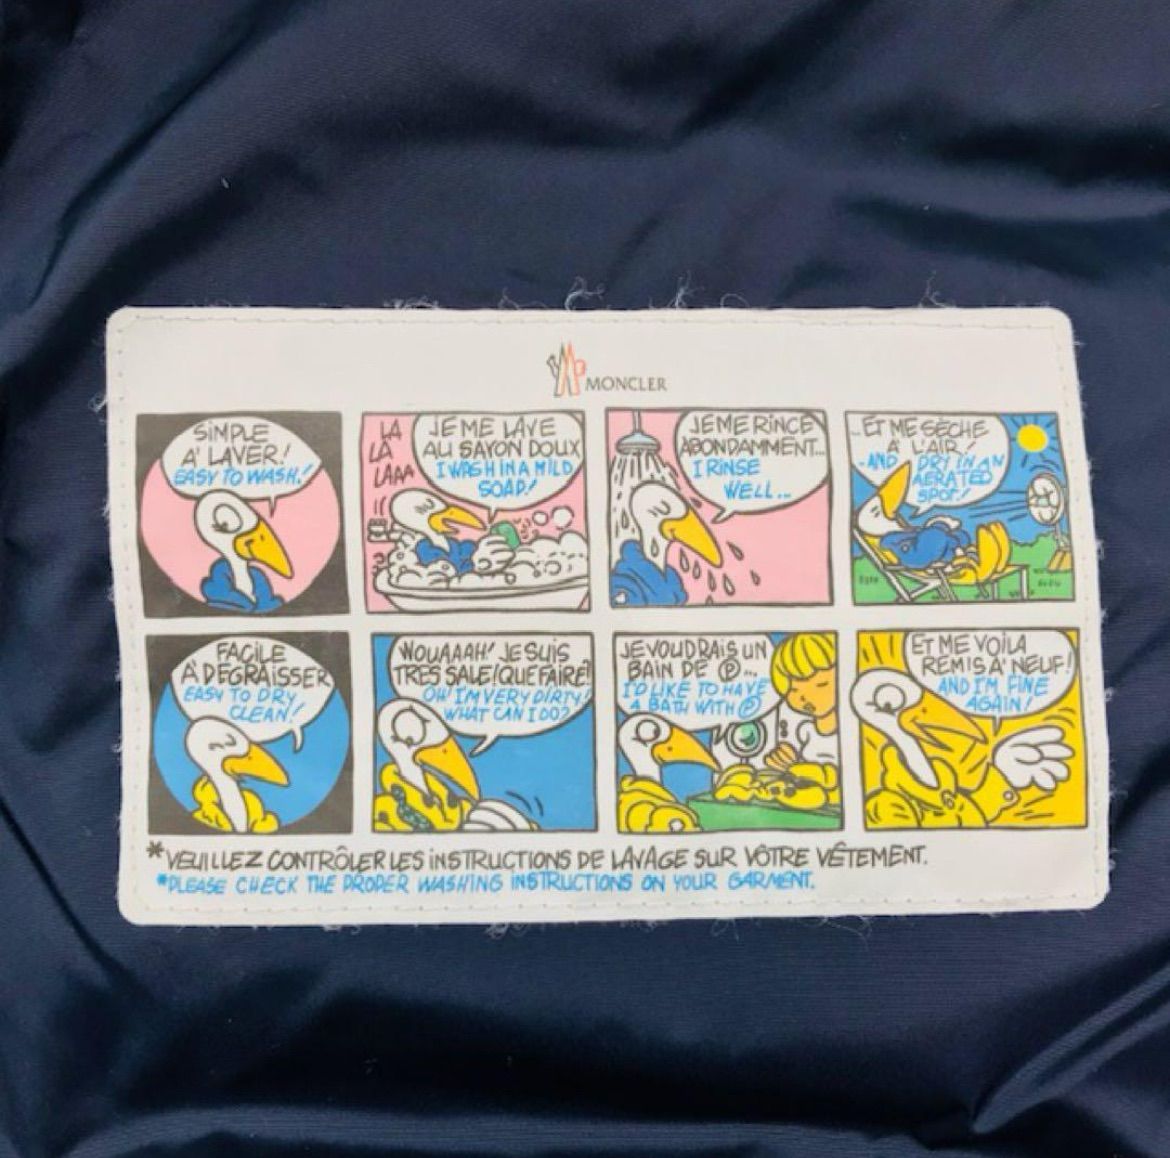 MONCLER
SIMPLE
A' LAVER!
EASY TO WASH!
LA
LA
LAAA
JE ME LAVE
AU SAVON DOUX
I WASH IN A MILD
SOAP!
JE ME RINCE
ABONDAMMENT...
I RINSE
WELL...
...ET ME SÈCHE
A' L'AIR!
-AND DRY IN AN
AERATED
SPOT!
FACILE
A' DÉGRAISSER
EASY TO DRY
CLEAN!
WOUAAAH! JE SUIS
TRES SALE! QUE FAIRE?
OH! I'M VERY DIRTY!
WHAT CAN I DO?
JE VOUDRAIS UN
BAIN DE Ⓟ...
I'D LIKE TO HAVE
A BATH WITH Ⓟ
ET ME VOILA
REMIS A' NEUF!
AND I'M FINE
AGAIN!
*VEUILLEZ CONTRÔLER LES INSTRUCTIONS DE LAVAGE SUR VÔTRE VÊTEMENT.
*PLEASE CHECK THE PROPER WASHING INSTRUCTIONS ON YOUR GARMENT.